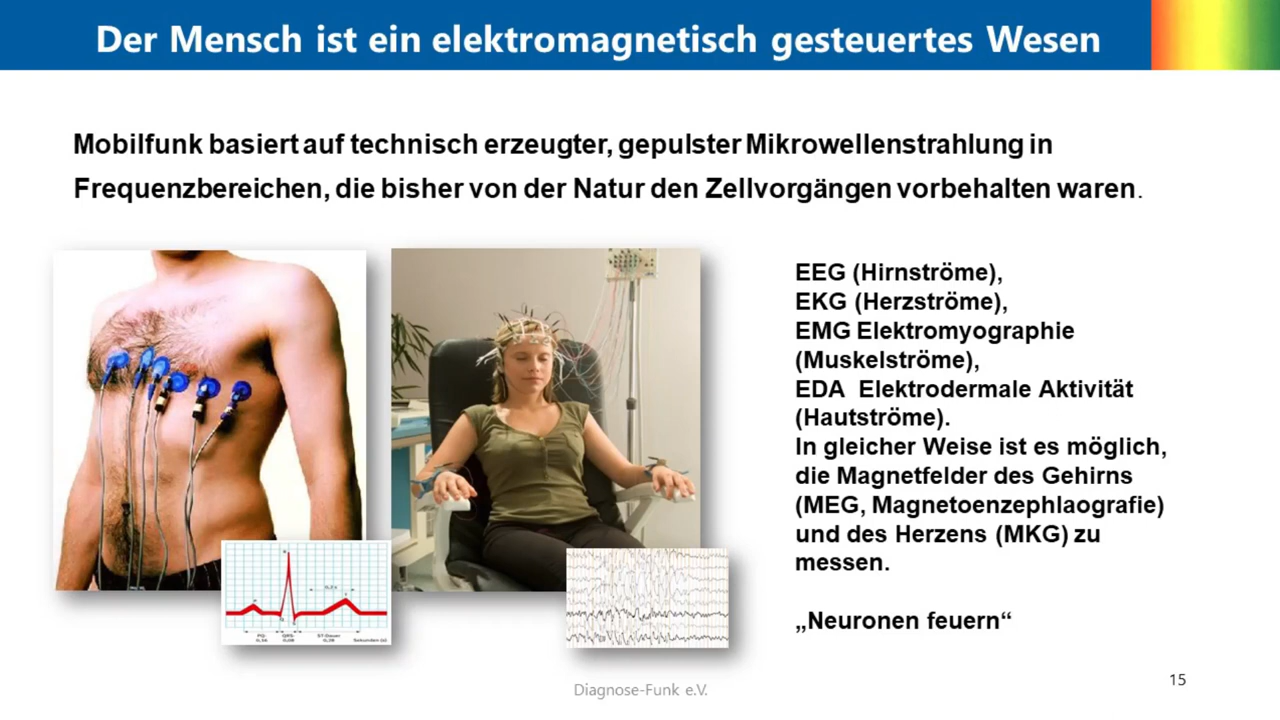 Der Mensch ist ein elektromagnetisch gesteuertes Wesen
Mobilfunk basiert auf technisch erzeugter, gepulster Mikrowellenstrahlung in
Frequenzbereichen, die bisher von der Natur den Zellvorgängen vorbehalten waren.
EEG (Hirnströme),
EKG (Herzströme),
EMG Elektromyographie
(Muskelströme),
EDA Elektrodermale Aktivität
(Hautströme).
In gleicher Weise ist es möglich,
die Magnetfelder des Gehirns
(MEG, Magnetoenzephlaografie)
und des Herzens (MKG) zu
messen.
„Neuronen feuern“
Diagnose-Funk e.V.
15